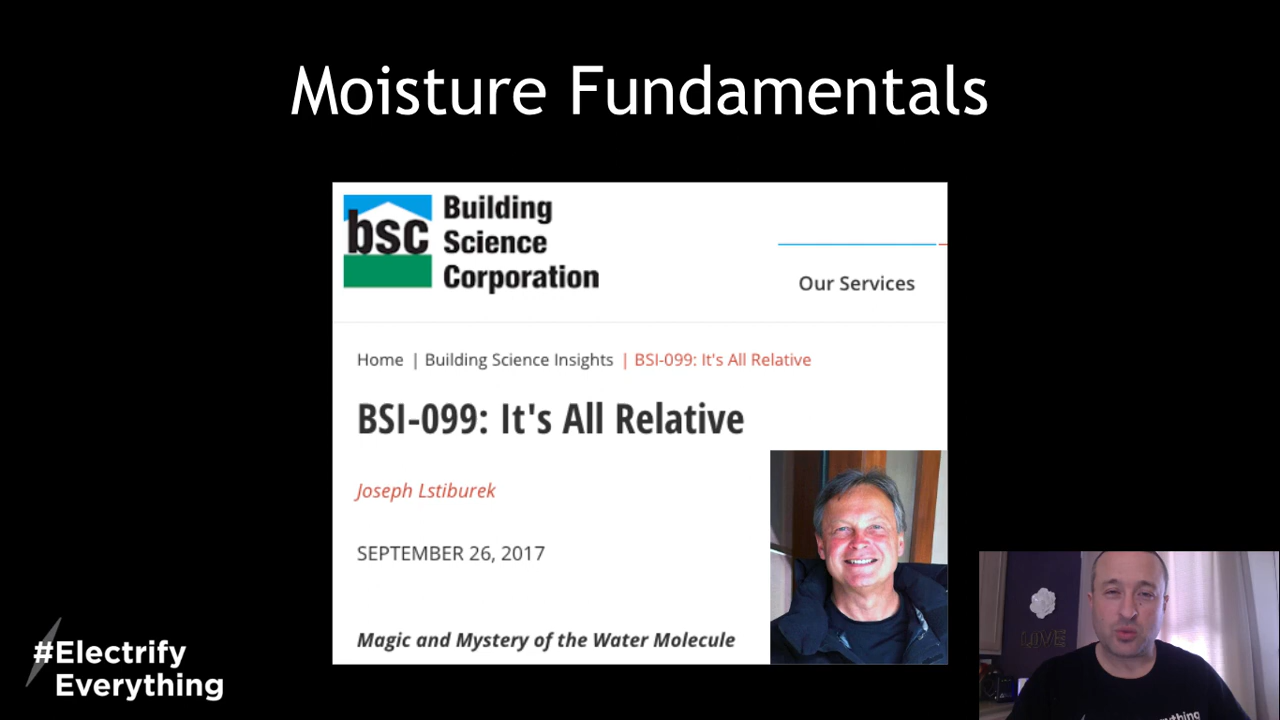 Moisture Fundamentals
bsc
Building
Science
Corporation
Our Services
Home | Building Science Insights | BSI-099: It's All Relative
BSI-099: It's All Relative
Joseph Lstiburek
SEPTEMBER 26, 2017
Magic and Mystery of the Water Molecule
#Electrify
Everything
LOVE